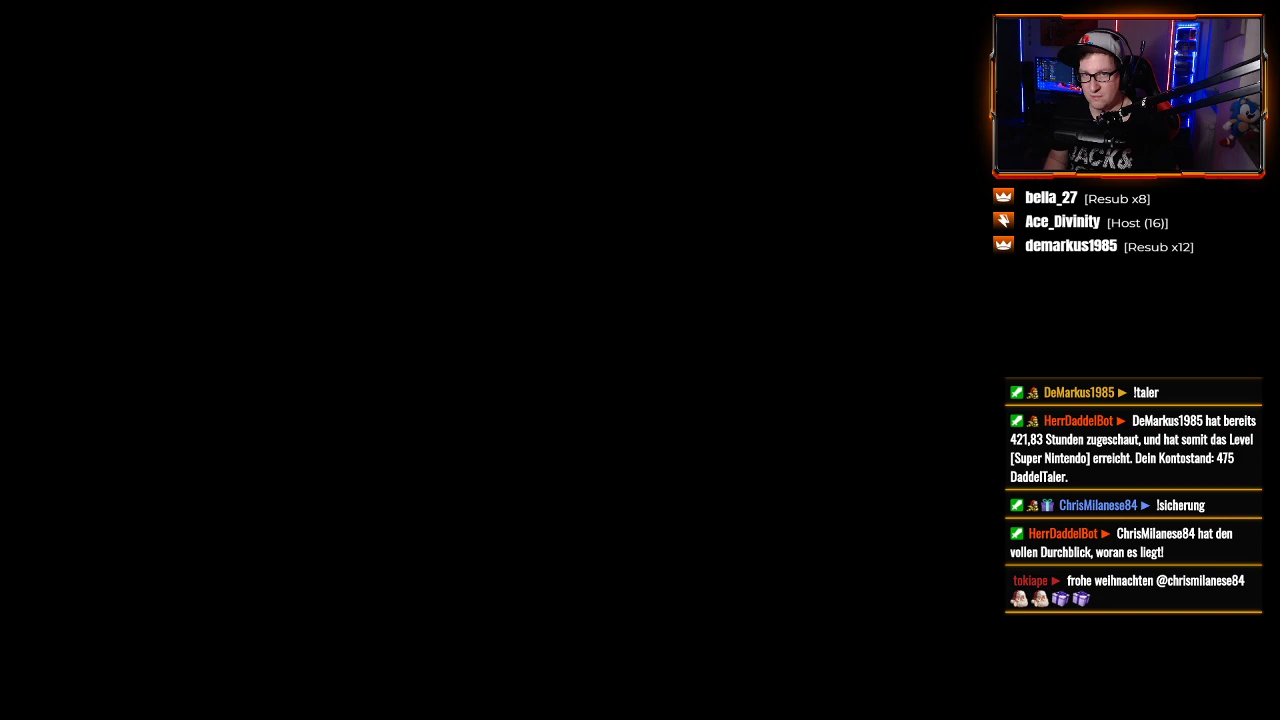 JACK&
bella_27 [Resub x8]
Ace_Divinity [Host (16)]
demarkus1985 [Resub x12]
DeMarkus1985 ► !taler
HerrDaddelBot ► DeMarkus1985 hat bereits
421,83 Stunden zugeschaut, und hat somit das Level
[Super Nintendo] erreicht. Dein Kontostand: 475
DaddelTaler.
ChrisMilanese84 ► !sicherung
HerrDaddelBot ► ChrisMilanese84 hat den
vollen Durchblick, woran es liegt!
tokiape ► frohe weihnachten @chrismilanese84